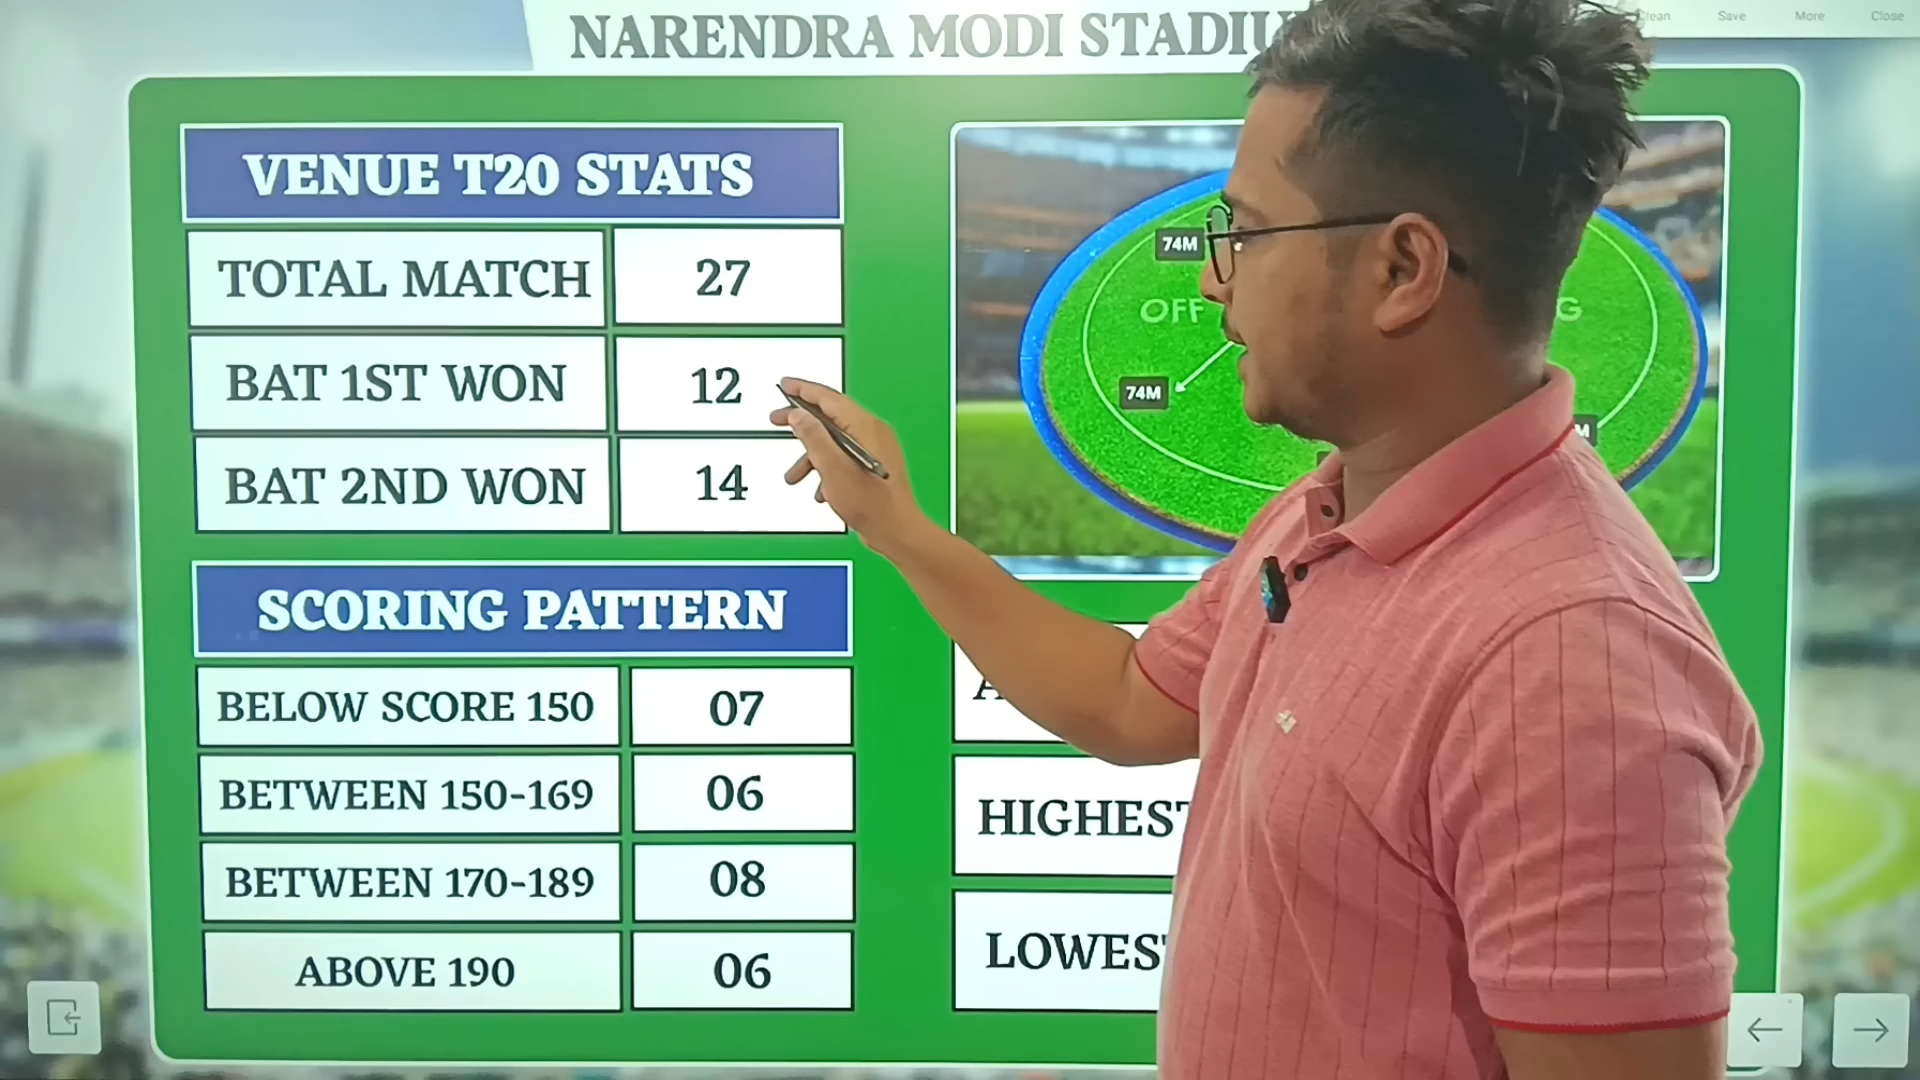 NARENDRA MODI STADIU
Clean Save More Close
VENUE T20 STATS
TOTAL MATCH 27
BAT 1ST WON 12
BAT 2ND WON 14
SCORING PATTERN
BELOW SCORE 150 07
BETWEEN 150-169 06
BETWEEN 170-189 08
ABOVE 190 06
74M
OFF
G
74M
M
A
HIGHEST
LOWEST